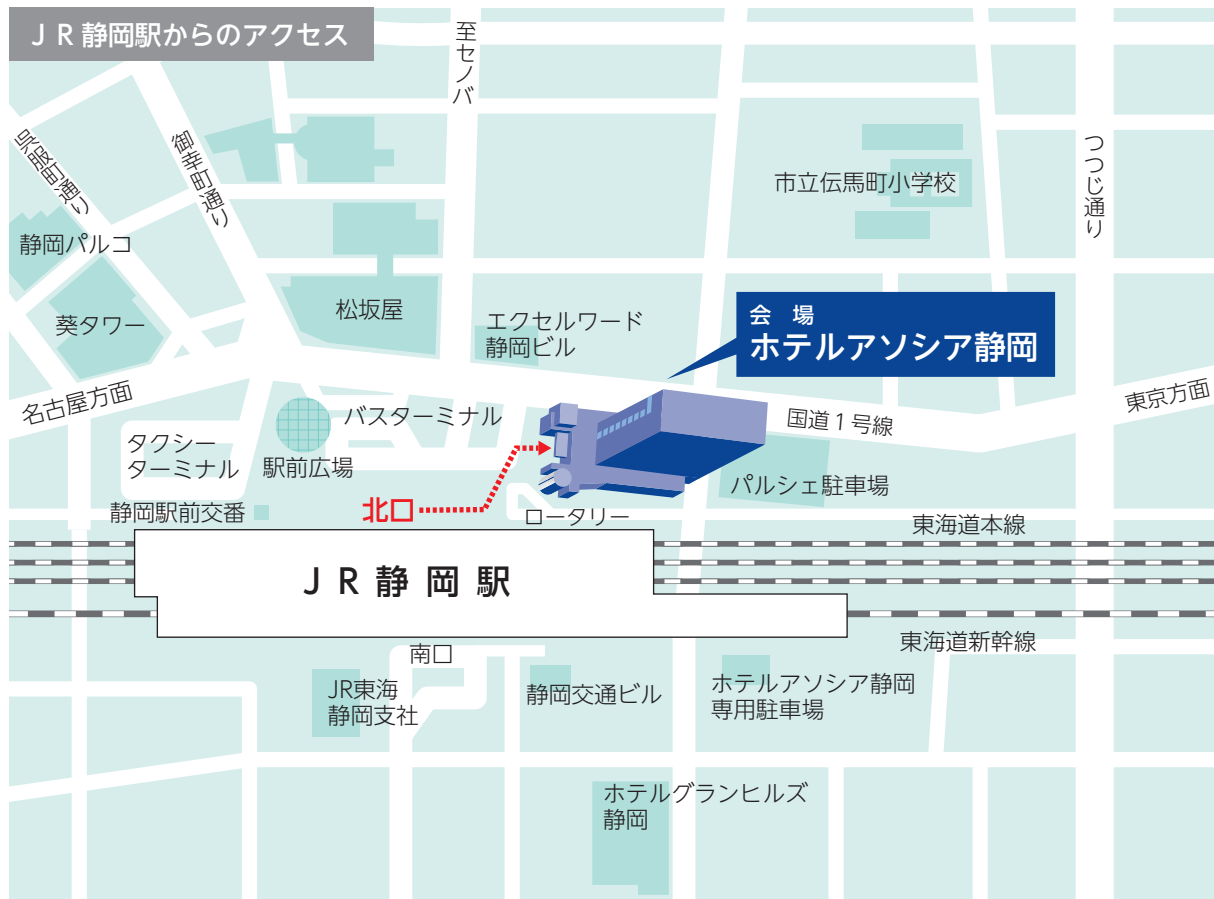 JR静岡駅からのアクセス
至セノバ
呉服町通り
御幸町通り
つつじ通り
市立伝馬町小学校
静岡パルコ
葵タワー
松坂屋
エクセルワード
静岡ビル
会場
ホテルアソシア静岡
名古屋方面
東京方面
国道1号線
バスターミナル
タクシー
ターミナル
駅前広場
パルシェ駐車場
静岡駅前交番
北口
ロータリー
東海道本線
JR静岡駅
東海道新幹線
南口
JR東海
静岡支社
静岡交通ビル
ホテルアソシア静岡
専用駐車場
ホテルグランヒルズ
静岡